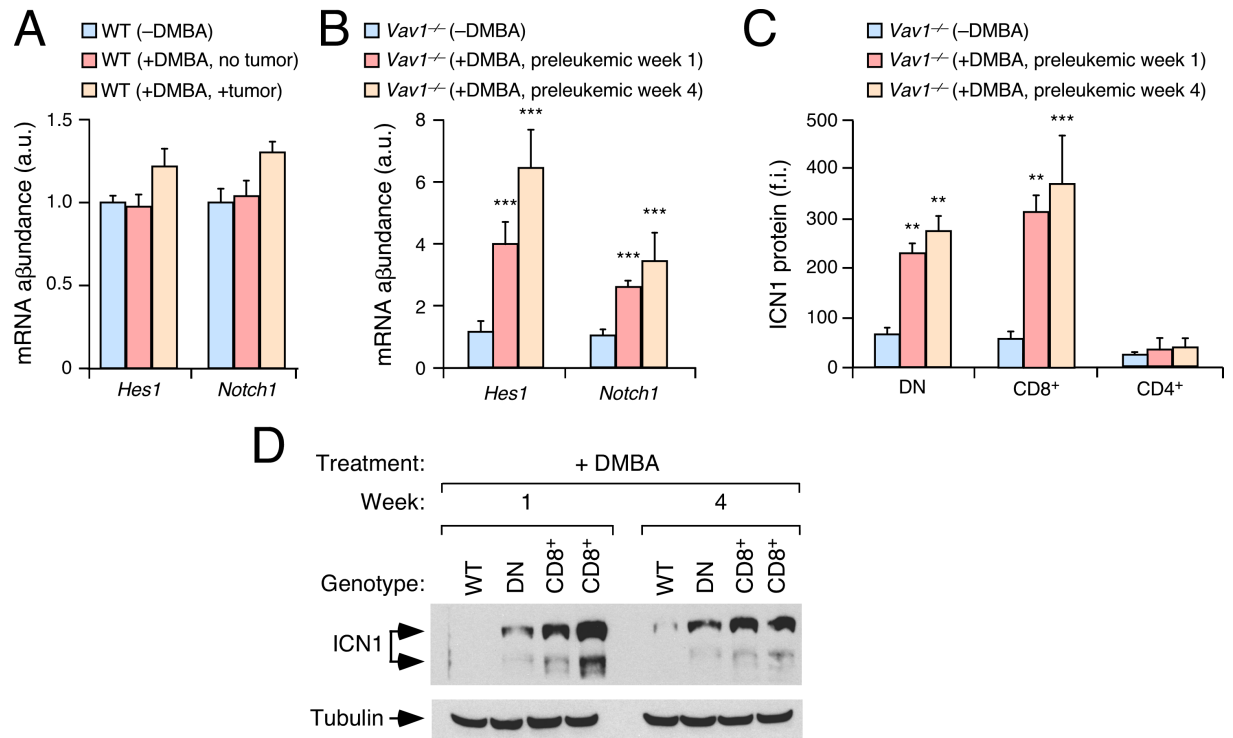 A
WT (–DMBA)
WT (+DMBA, no tumor)
WT (+DMBA, +tumor)
mRNA aβundance (a.u.)
1.5
1.0
0.5
0
Hes1
Notch1
B
Vav1–/– (–DMBA)
Vav1–/– (+DMBA, preleukemic week 1)
Vav1–/– (+DMBA, preleukemic week 4)
mRNA aβundance (a.u.)
8
6
4
2
0
***
***
***
***
Hes1
Notch1
C
Vav1–/– (–DMBA)
Vav1–/– (+DMBA, preleukemic week 1)
Vav1–/– (+DMBA, preleukemic week 4)
ICN1 protein (f.i.)
500
400
300
200
100
0
**
**
**
***
DN
CD8+
CD4+
D
Treatment: + DMBA
Week: 1 4
Genotype: WT DN CD8+ CD8+ WT DN CD8+ CD8+
ICN1
Tubulin